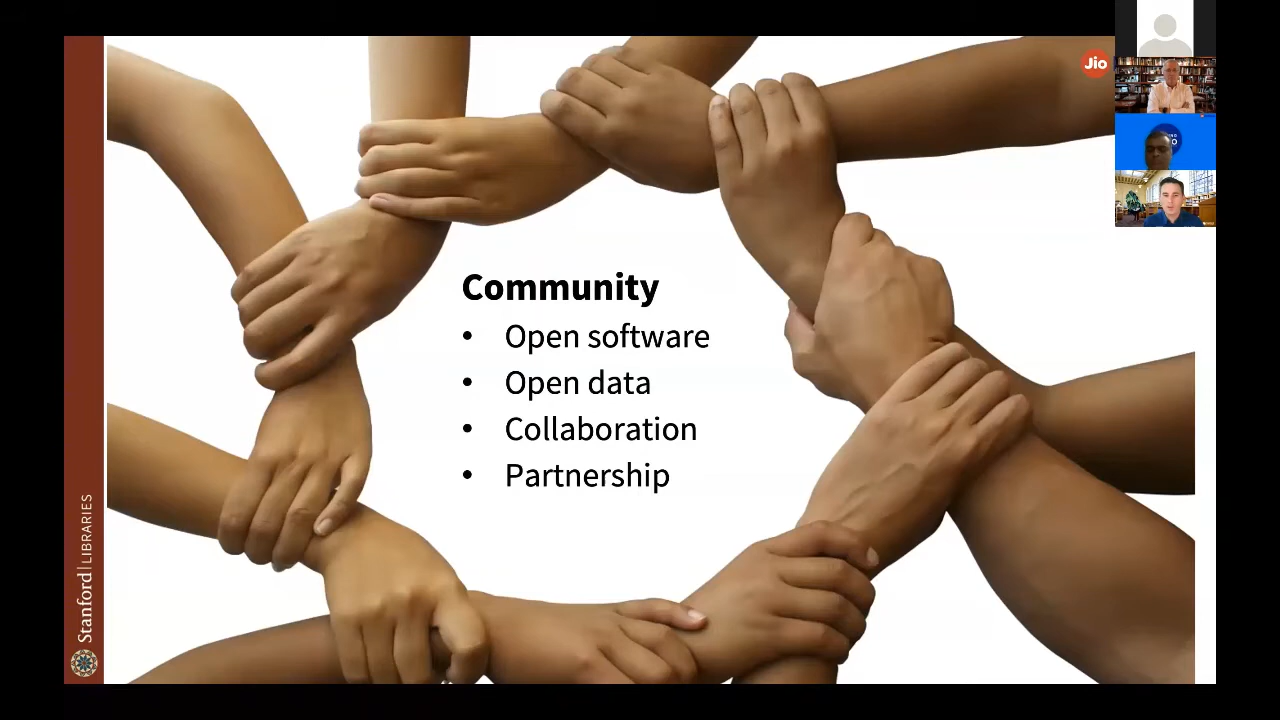 Jio
Community
• Open software
• Open data
• Collaboration
• Partnership
Stanford | LIBRARIES